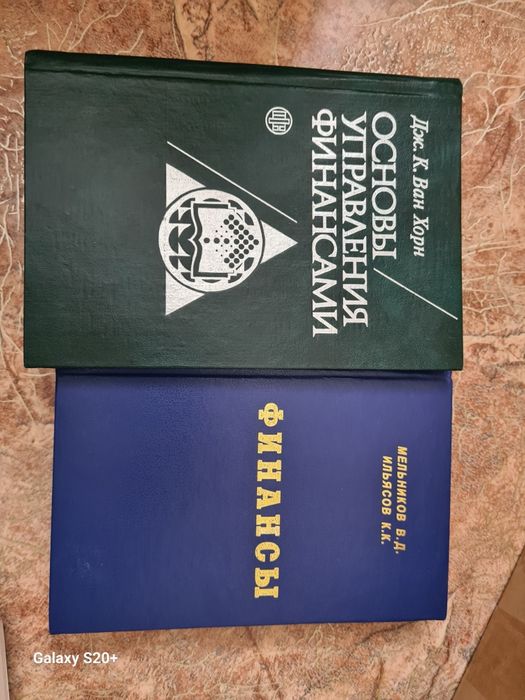 Дж. К. Ван Хорн
ОСНОВЫ
УПРАВЛЕНИЯ
ФИНАНСАМИ
МЕЛЬНИКОВ В.Д.
ИЛЬЯСОВ К.К.
ФИНАНСЫ
Galaxy S20+